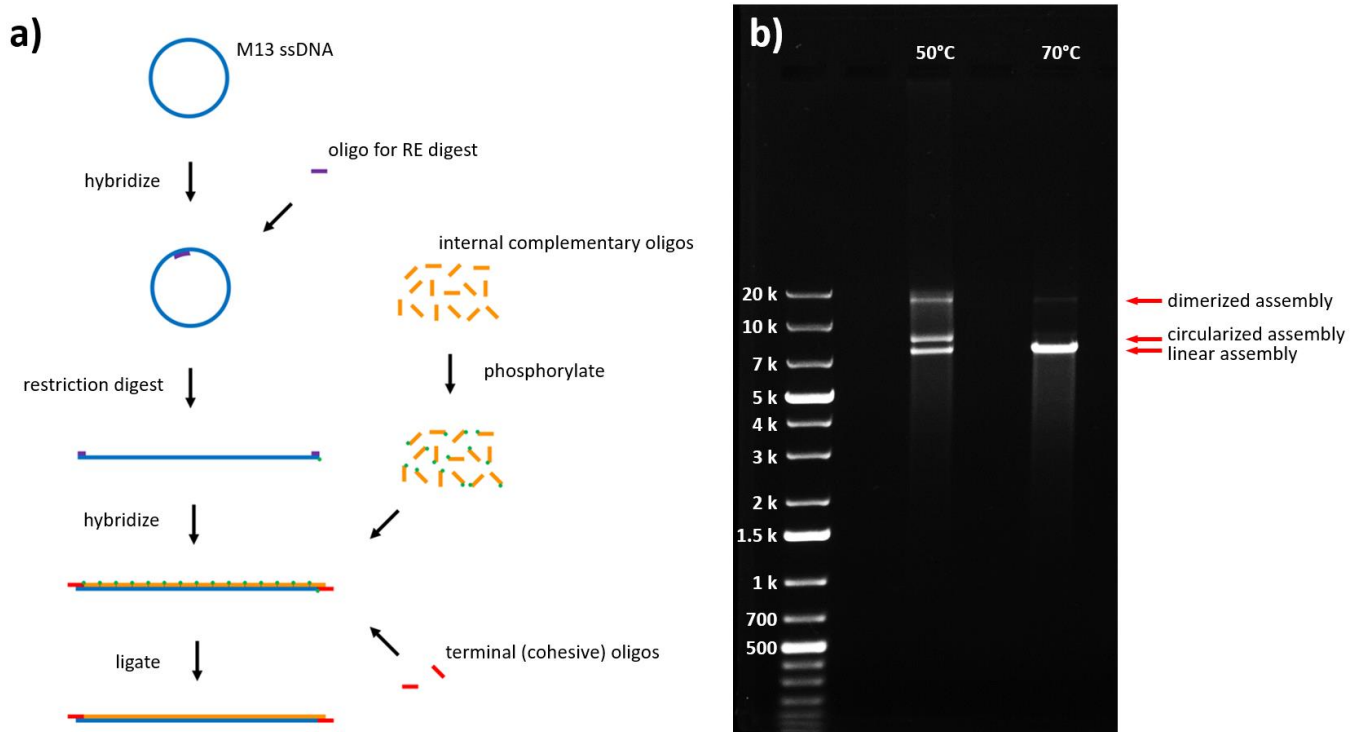 a)
M13 ssDNA
oligo for RE digest
hybridize
internal complementary oligos
restriction digest
phosphorylate
hybridize
terminal (cohesive) oligos
ligate
b)
50°C 70°C
20 k
10 k
7 k
5 k
4 k
3 k
2 k
1.5 k
1 k
700
500
dimerized assembly
circularized assembly
linear assembly